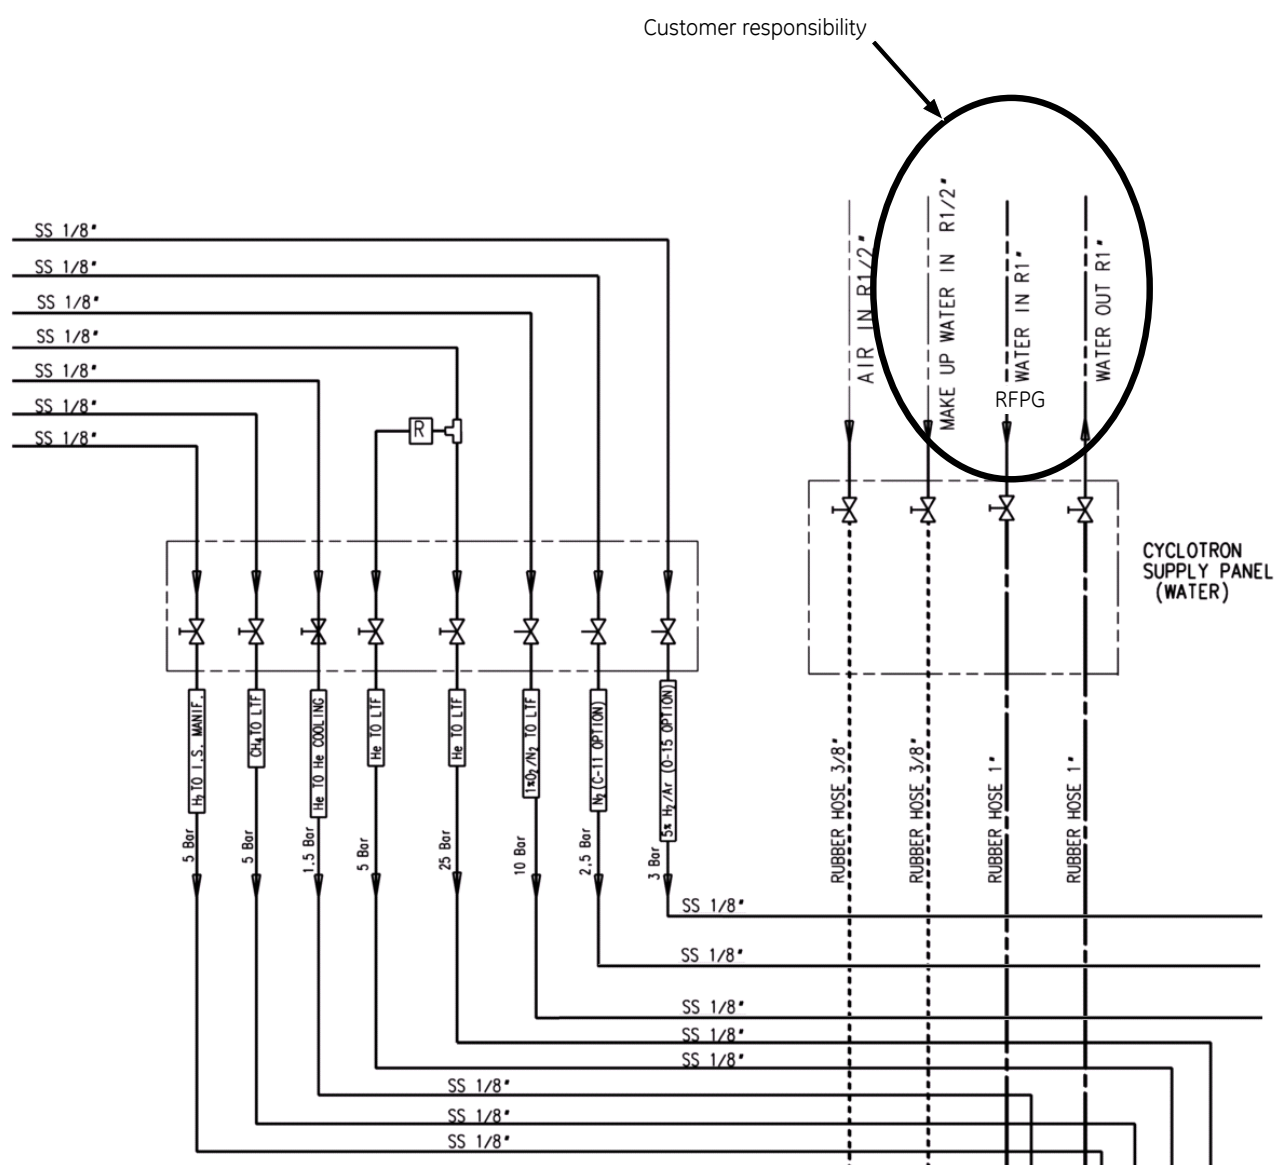 Customer responsibility
SS 1/8"
SS 1/8"
SS 1/8"
SS 1/8"
SS 1/8"
SS 1/8"
SS 1/8"
R
AIR IN R1/2"
MAKE UP WATER IN R1/2"
WATER IN R1"
WATER OUT R1"
RFPG
CYCLOTRON
SUPPLY PANEL
(WATER)
H2 TO I.S. MANIF.
CH4 TO LTF
He TO He COOLING
He TO LTF
He TO LTF
1%O2/N2 TO LTF
N2 (C-11 OPTION)
5% H2/Ar (O-15 OPTION)
5 Bar
5 Bar
1.5 Bar
5 Bar
25 Bar
10 Bar
2,5 Bar
3 Bar
RUBBER HOSE 3/8"
RUBBER HOSE 3/8"
RUBBER HOSE 1"
RUBBER HOSE 1"
SS 1/8"
SS 1/8"
SS 1/8"
SS 1/8"
SS 1/8"
SS 1/8"
SS 1/8"
SS 1/8"